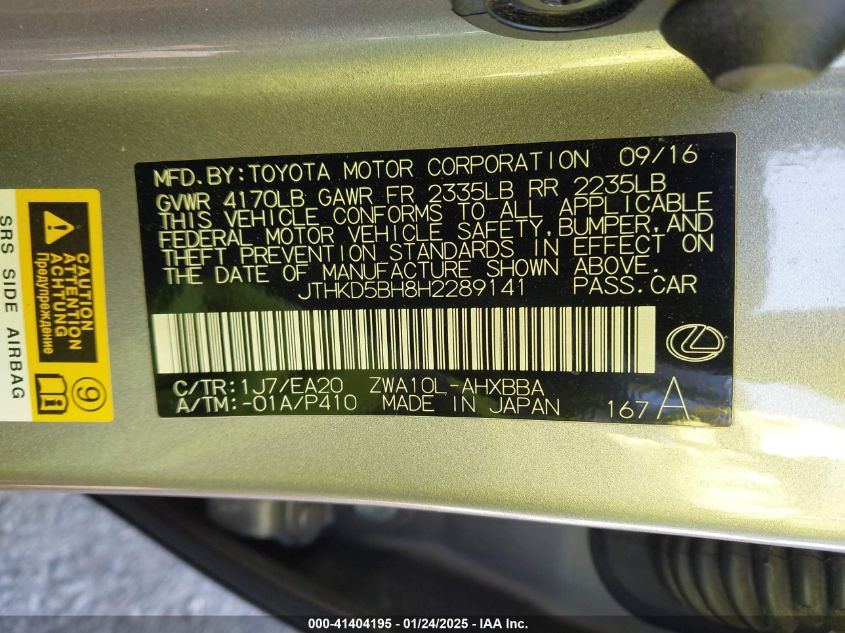 MFD.BY:TOYOTA MOTOR CORPORATION 09/16
GVWR 4170LB GAWR FR 2335LB RR 2235LB
THIS VEHICLE CONFORMS TO ALL APPLICABLE
FEDERAL MOTOR VEHICLE SAFETY,BUMPER,AND
THEFT PREVENTION STANDARDS IN EFFECT ON
THE DATE OF MANUFACTURE SHOWN ABOVE.
JTHKD5BH8H2289141 PASS.CAR
C/TR:1J7/EA20 ZWA10L-AHXBBA
A/TM:-01A/P410 MADE IN JAPAN 167 A
SRS SIDE AIRBAG
CAUTION
ATTENTION
ACHTUNG
Предупреждение
9
000-41404195 - 01/24/2025 - IAA Inc.